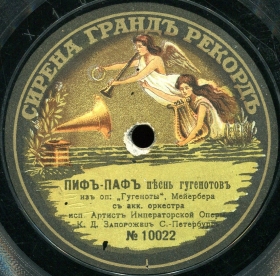 СИРЕНА ГРАНДЪ РЕКОРДЪ
ПИФЪ-ПАФЪ пѣснь гугенотовъ
изъ оп: „Гугеноты", Мейербера
съ акк. оркестра
исп. Артистъ Императорской Оперы
К. Д. Запорожецъ С.-Петербургъ
№ 10022